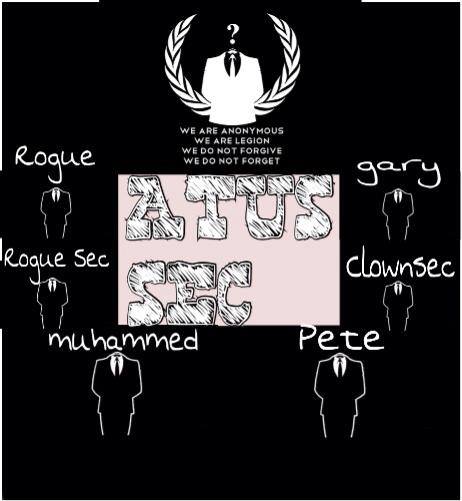 ?
WE ARE ANONYMOUS
WE ARE LEGION
WE DO NOT FORGIVE
WE DO NOT FORGET
Rogue
gary
ATUS
Rogue Sec
clownsec
SEC
muhammed
Pete